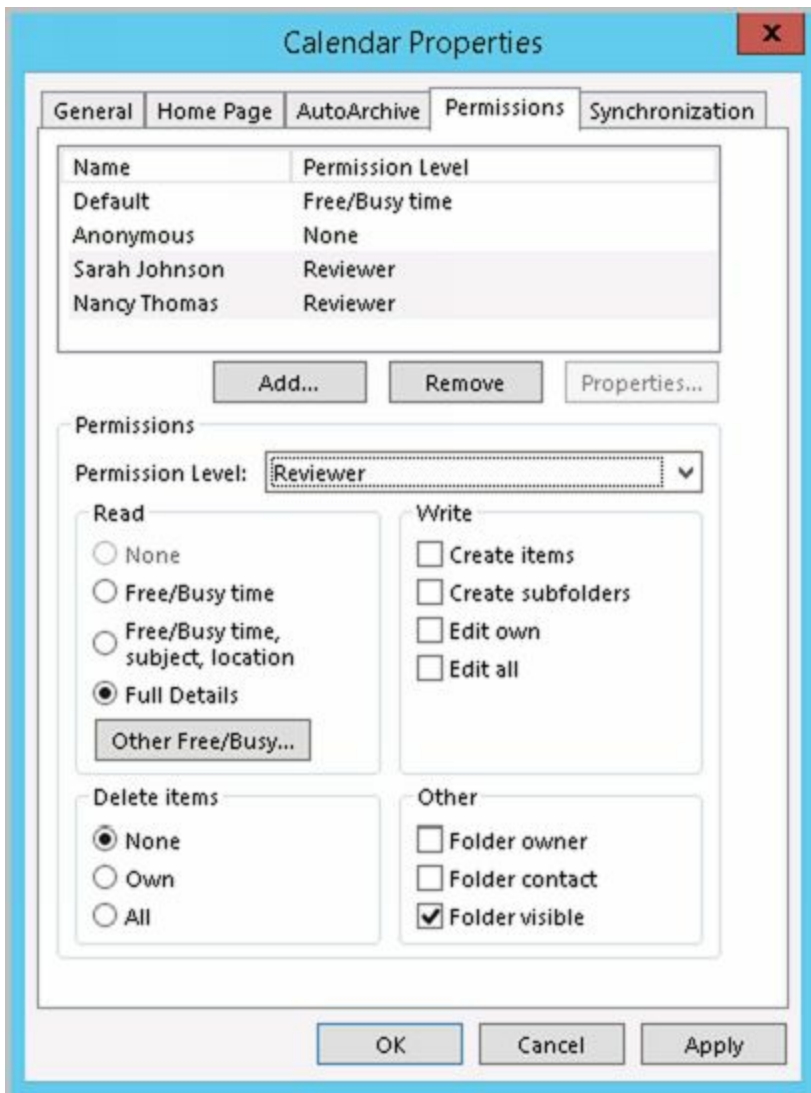 Calendar Properties
x
General Home Page AutoArchive Permissions Synchronization
Name Permission Level
Default Free/Busy time
Anonymous None
Sarah Johnson Reviewer
Nancy Thomas Reviewer
Add... Remove Properties...
Permissions
Permission Level: Reviewer
Read
None
Free/Busy time
Free/Busy time,
subject, location
Full Details
Other Free/Busy...
Write
Create items
Create subfolders
Edit own
Edit all
Delete items
None
Own
All
Other
Folder owner
Folder contact
Folder visible
OK Cancel Apply